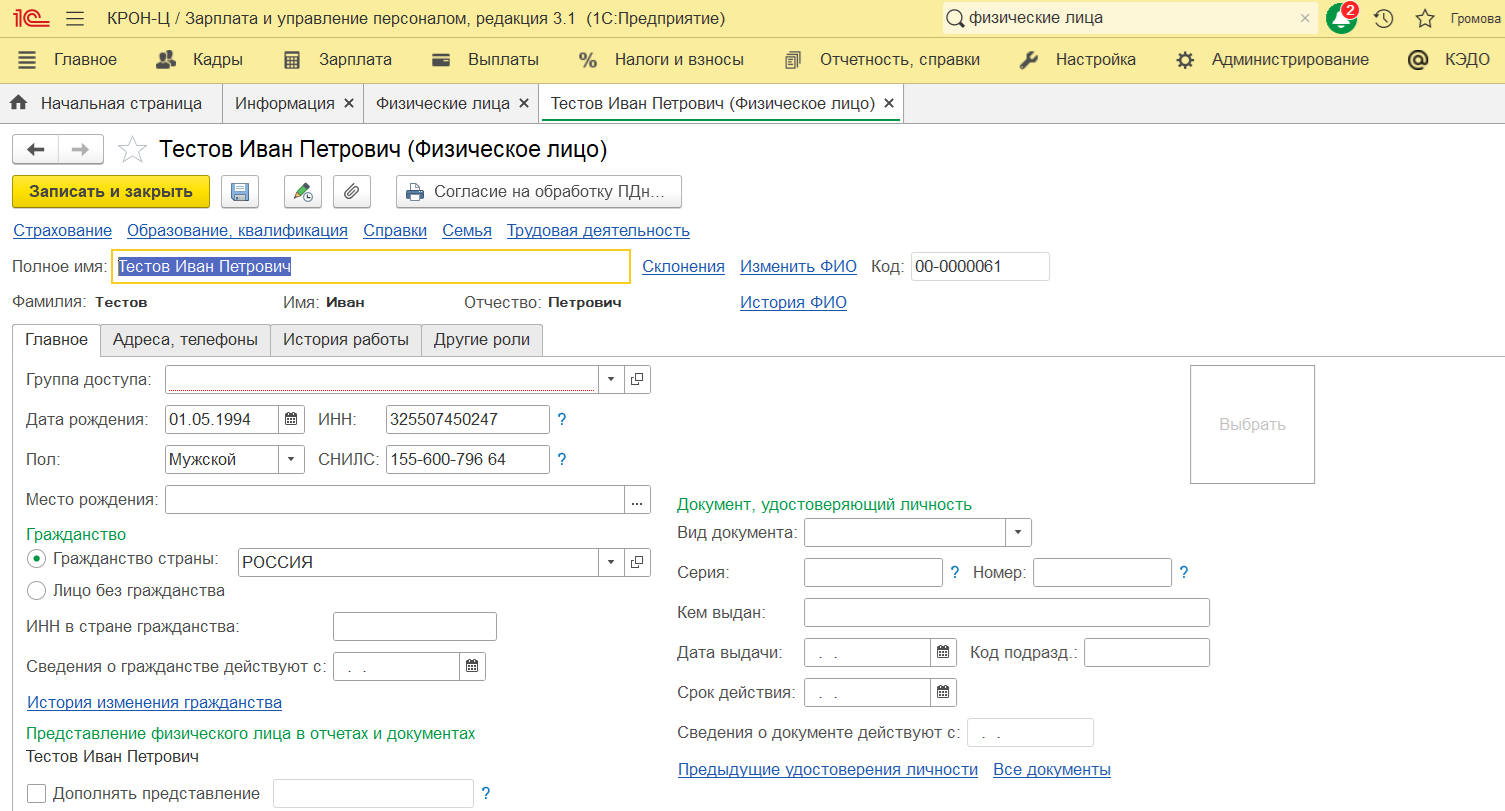 1С КРОН-Ц / Зарплата и управление персоналом, редакция 3.1 (1С:Предприятие) физические лица × 2 Громова
Главное Кадры Зарплата Выплаты % Налоги и взносы Отчетность, справки Настройка Администрирование @ КЭДО
Начальная страница Информация × Физические лица × Тестов Иван Петрович (Физическое лицо) ×
Тестов Иван Петрович (Физическое лицо)
Записать и закрыть Согласие на обработку ПДн...
Страхование Образование, квалификация Справки Семья Трудовая деятельность
Полное имя: Тестов Иван Петрович Склонения Изменить ФИО Код: 00-0000061
Фамилия: Тестов Имя: Иван Отчество: Петрович История ФИО
Главное Адреса, телефоны История работы Другие роли
Группа доступа:
Дата рождения: 01.05.1994 ИНН: 325507450247 ?
Выбрать
Пол: Мужской СНИЛС: 155-600-796 64 ?
Место рождения: ...
Документ, удостоверяющий личность
Гражданство
Вид документа:
Гражданство страны: РОССИЯ
Серия: ? Номер: ?
Лицо без гражданства
Кем выдан:
ИНН в стране гражданства:
Дата выдачи: . . Код подразд.:
Сведения о гражданстве действуют с: . .
Срок действия: . .
История изменения гражданства
Представление физического лица в отчетах и документах
Сведения о документе действуют с: . .
Тестов Иван Петрович
Предыдущие удостоверения личности Все документы
Дополнять представление ?